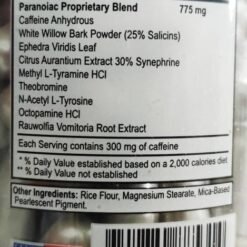 Paranoiac Proprietary Blend 775 mg
Caffeine Anhydrous
White Willow Bark Powder (25% Salicins)
Ephedra Viridis Leaf
Citrus Aurantium Extract 30% Synephrine
Methyl L-Tyramine HCl
Theobromine
N-Acetyl L-Tyrosine
Octopamine HCl
Rauwolfia Vomitoria Root Extract
Each Serving contains 300 mg of caffeine
* % Daily Value established based on a 2,000 calories diet
** % Daily Value not established
Other Ingredients: Rice Flour, Magnesium Stearate, Mica-Based
Pearlescent Pigment.